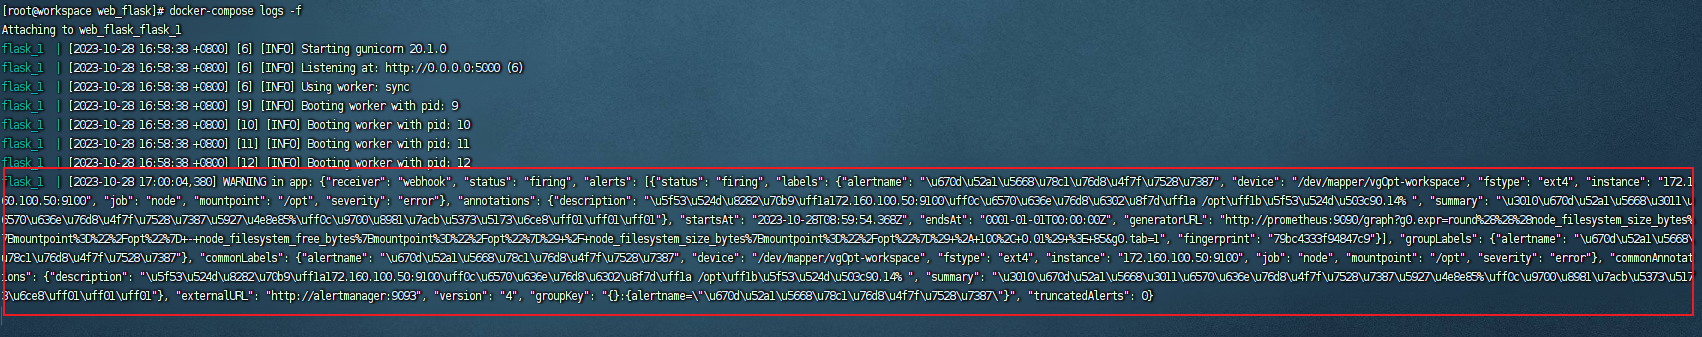 [root@workspace web_flask]# docker-compose logs -f
Attaching to web_flask_flask_1
flask_1  | [2023-10-28 16:58:38 +0800] [6] [INFO] Starting gunicorn 20.1.0
flask_1  | [2023-10-28 16:58:38 +0800] [6] [INFO] Listening at: http://0.0.0.0:5000 (6)
flask_1  | [2023-10-28 16:58:38 +0800] [6] [INFO] Using worker: sync
flask_1  | [2023-10-28 16:58:38 +0800] [9] [INFO] Booting worker with pid: 9
flask_1  | [2023-10-28 16:58:38 +0800] [10] [INFO] Booting worker with pid: 10
flask_1  | [2023-10-28 16:58:38 +0800] [11] [INFO] Booting worker with pid: 11
flask_1  | [2023-10-28 16:58:38 +0800] [12] [INFO] Booting worker with pid: 12
flask_1  | [2023-10-28 17:00:04,380] WARNING in app: {"receiver": "webhook", "status": "firing", "alerts": [{"status": "firing", "labels": {"alertname": "\u670d\u52a1\u5668\u78c1\u76d8\u4f7f\u7528\u7387", "device": "/dev/mapper/vgOpt-workspace", "fstype": "ext4", "instance": "172.1
60.100.50:9100", "job": "node", "mountpoint": "/opt", "severity": "error"}, "annotations": {"description": "\u5f53\u524d\u8282\u70b9\uff1a172.160.100.50:9100\uff0c\u6570\u636e\u76d8\u6302\u8f7d\uff1a /opt\uff1b\u5f53\u524d\u503c90.14% ", "summary": "\u3010\u670d\u52a1\u5668\u3011\u
6570\u636e\u76d8\u4f7f\u7528\u7387\u5927\u4e8e85%\uff0c\u9700\u8981\u7acb\u5373\u5173\u6ce8\uff01\uff01\uff01"}, "startsAt": "2023-10-28T08:59:54.368Z", "endsAt": "0001-01-01T00:00:00Z", "generatorURL": "http://prometheus:9090/graph?g0.expr=round%28%28%28node_filesystem_size_bytes%
7Bmountpoint%3D%22%2Fopt%22%7D+-+node_filesystem_free_bytes%7Bmountpoint%3D%22%2Fopt%22%7D%29+%2F+node_filesystem_size_bytes%7Bmountpoint%3D%22%2Fopt%22%7D%29+%2A+100%2C+0.01%29+%3E+85&g0.tab=1", "fingerprint": "79bc4333f94847c9"}], "groupLabels": {"alertname": "\u670d\u52a1\u5668\
u78c1\u76d8\u4f7f\u7528\u7387"}, "commonLabels": {"alertname": "\u670d\u52a1\u5668\u78c1\u76d8\u4f7f\u7528\u7387", "device": "/dev/mapper/vgOpt-workspace", "fstype": "ext4", "instance": "172.160.100.50:9100", "job": "node", "mountpoint": "/opt", "severity": "error"}, "commonAnnotat
ions": {"description": "\u5f53\u524d\u8282\u70b9\uff1a172.160.100.50:9100\uff0c\u6570\u636e\u76d8\u6302\u8f7d\uff1a /opt\uff1b\u5f53\u524d\u503c90.14% ", "summary": "\u3010\u670d\u52a1\u5668\u3011\u6570\u636e\u76d8\u4f7f\u7528\u7387\u5927\u4e8e85%\uff0c\u9700\u8981\u7acb\u5373\u517
3\u6ce8\uff01\uff01\uff01"}, "externalURL": "http://alertmanager:9093", "version": "4", "groupKey": "{}:{alertname=\"\u670d\u52a1\u5668\u78c1\u76d8\u4f7f\u7528\u7387\"}", "truncatedAlerts": 0}